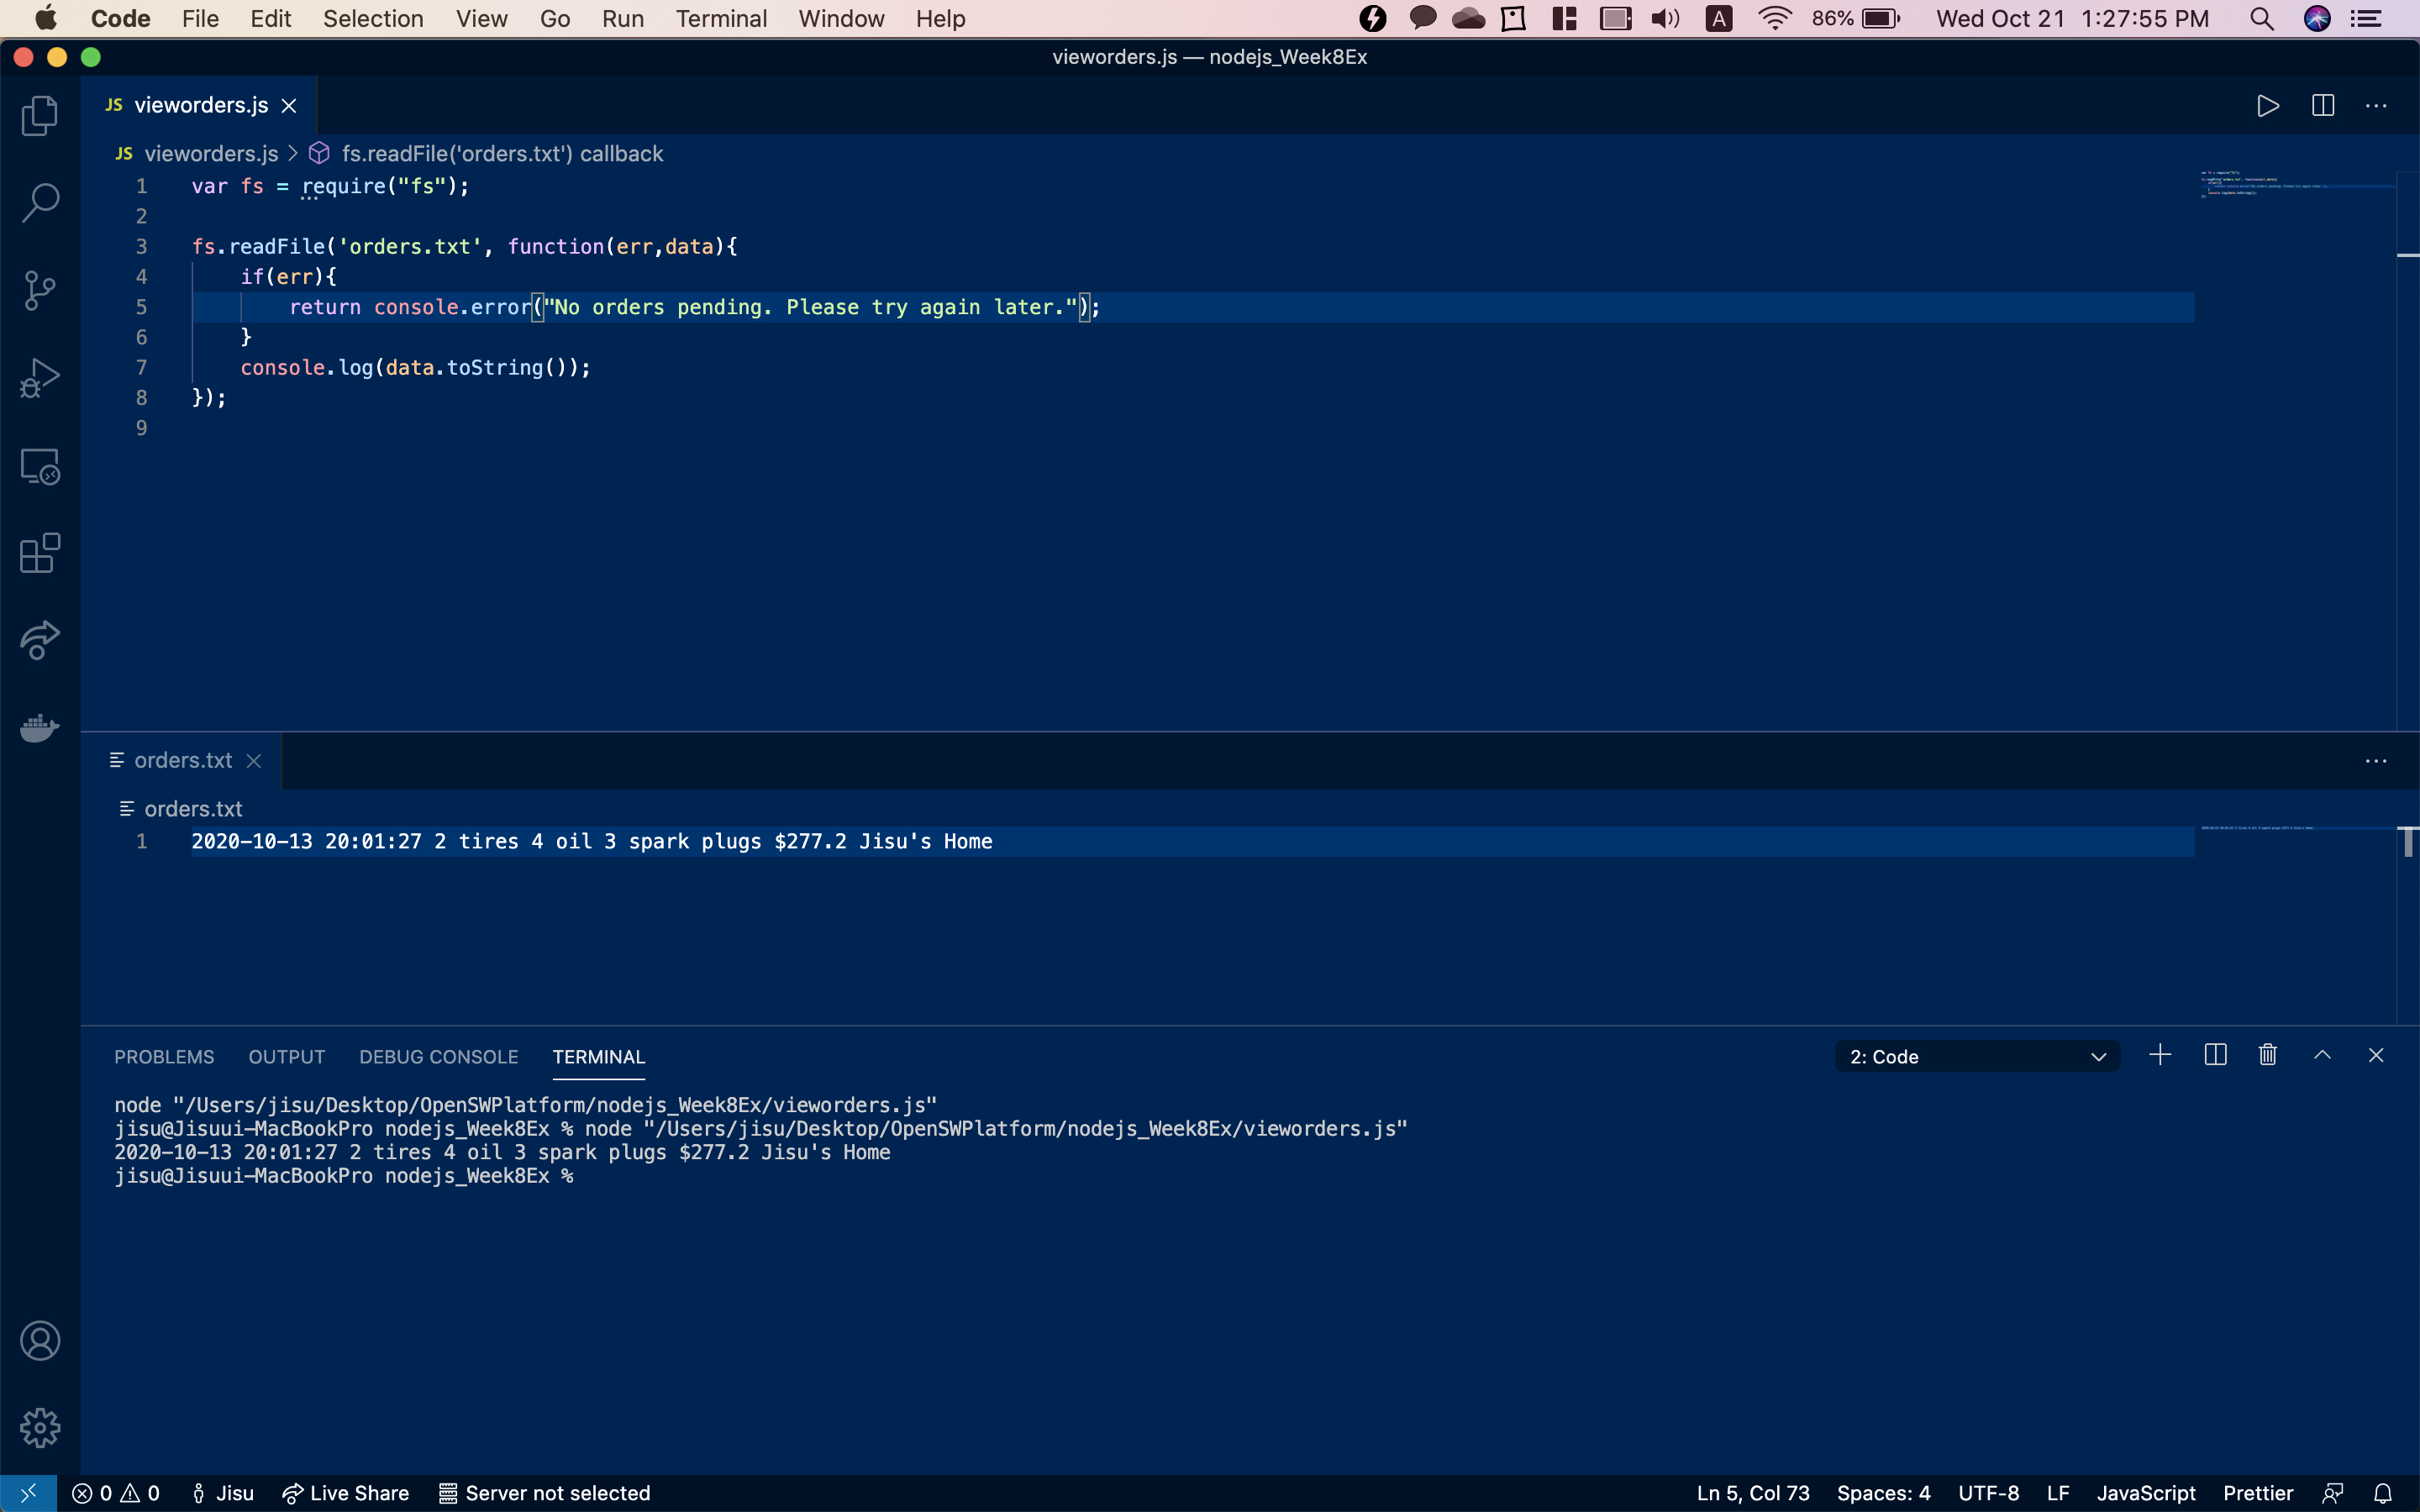 Code File Edit Selection View Go Run Terminal Window Help A 86% Wed Oct 21 1:27:55 PM
vieworders.js — nodejs_Week8Ex
JS vieworders.js
JS vieworders.js > fs.readFile('orders.txt') callback
1 var fs = require("fs");
2
3 fs.readFile('orders.txt', function(err,data){
4 if(err){
5 return console.error("No orders pending. Please try again later.");
6 }
7 console.log(data.toString());
8 });
9
orders.txt
orders.txt
1 2020-10-13 20:01:27 2 tires 4 oil 3 spark plugs $277.2 Jisu's Home
PROBLEMS OUTPUT DEBUG CONSOLE TERMINAL 2: Code
node "/Users/jisu/Desktop/OpenSWPlatform/nodejs_Week8Ex/vieworders.js"
jisu@Jisuui-MacBookPro nodejs_Week8Ex % node "/Users/jisu/Desktop/OpenSWPlatform/nodejs_Week8Ex/vieworders.js"
2020-10-13 20:01:27 2 tires 4 oil 3 spark plugs $277.2 Jisu's Home
jisu@Jisuui-MacBookPro nodejs_Week8Ex %
0 0 Jisu Live Share Server not selected Ln 5, Col 73 Spaces: 4 UTF-8 LF JavaScript Prettier